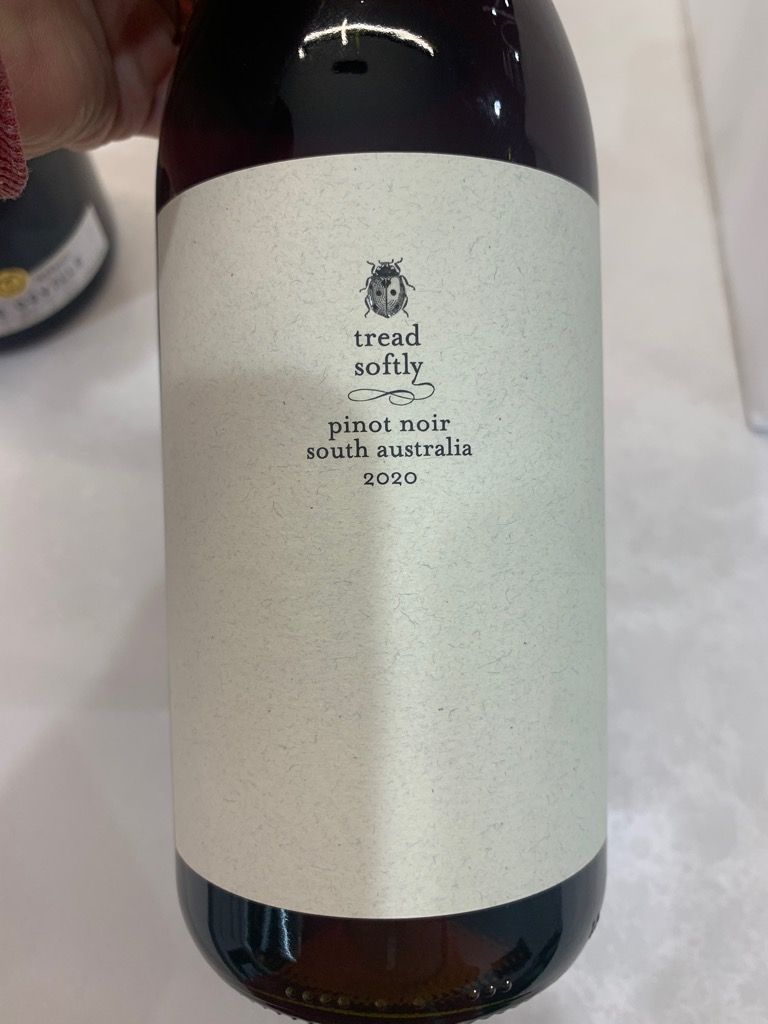 tread
softly
pinot noir
south australia
2020